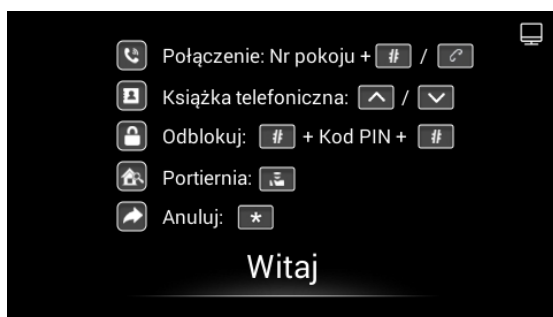 Połączenie: Nr pokoju + # /
Książka telefoniczna: /
Odblokuj: # + Kod PIN + #
Portiernia:
Anuluj: *
Witaj